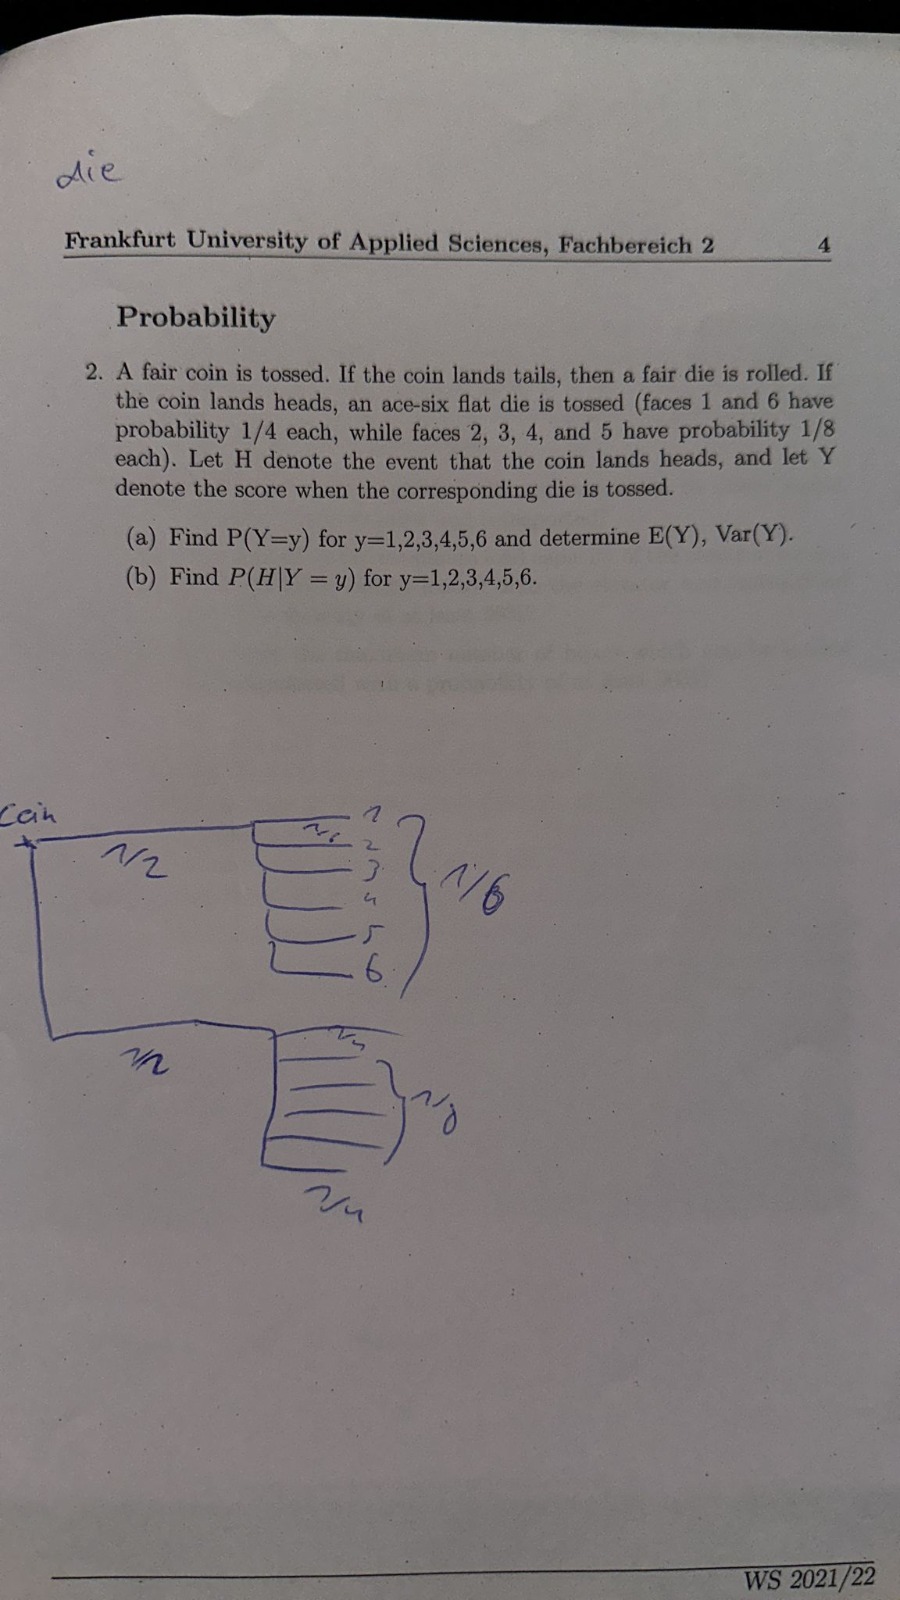 die
Frankfurt University of Applied Sciences, Fachbereich 2 4
Probability
2. A fair coin is tossed. If the coin lands tails, then a fair die is rolled. If
the coin lands heads, an ace-six flat die is tossed (faces 1 and 6 have
probability 1/4 each, while faces 2, 3, 4, and 5 have probability 1/8
each). Let H denote the event that the coin lands heads, and let Y
denote the score when the corresponding die is tossed.
(a) Find P(Y=y) for y=1,2,3,4,5,6 and determine E(Y), Var(Y).
(b) Find P(H|Y = y) for y=1,2,3,4,5,6.
Coin
1/2
1/6 1
2
3
4
5
6
1/6
1/2
1/4
1/8
1/4
WS 2021/22